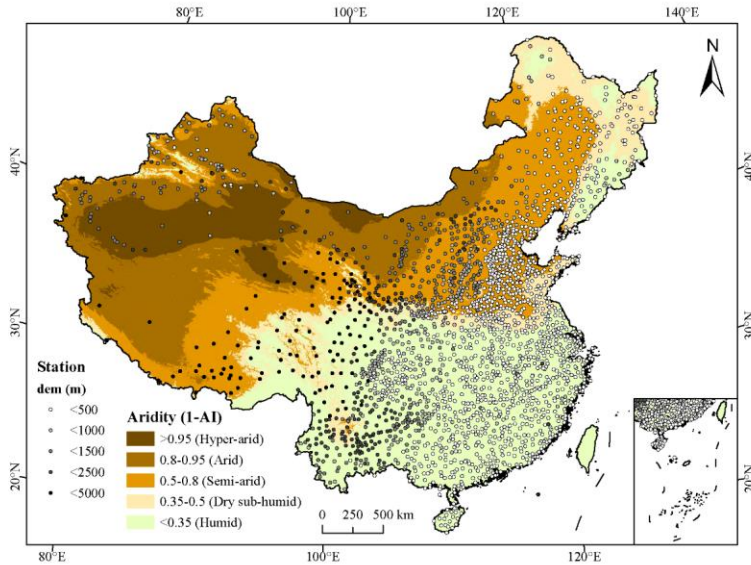 80°E 100°E 120°E 140°E
N
40°N 40°N
30°N 30°N
20°N 20°N
Station
dem (m)
<500
<1000
<1500
<2500
<5000
Aridity (1-AI)
>0.95 (Hyper-arid)
0.8-0.95 (Arid)
0.5-0.8 (Semi-arid)
0.35-0.5 (Dry sub-humid)
<0.35 (Humid)
0 250 500 km
80°E 100°E 120°E